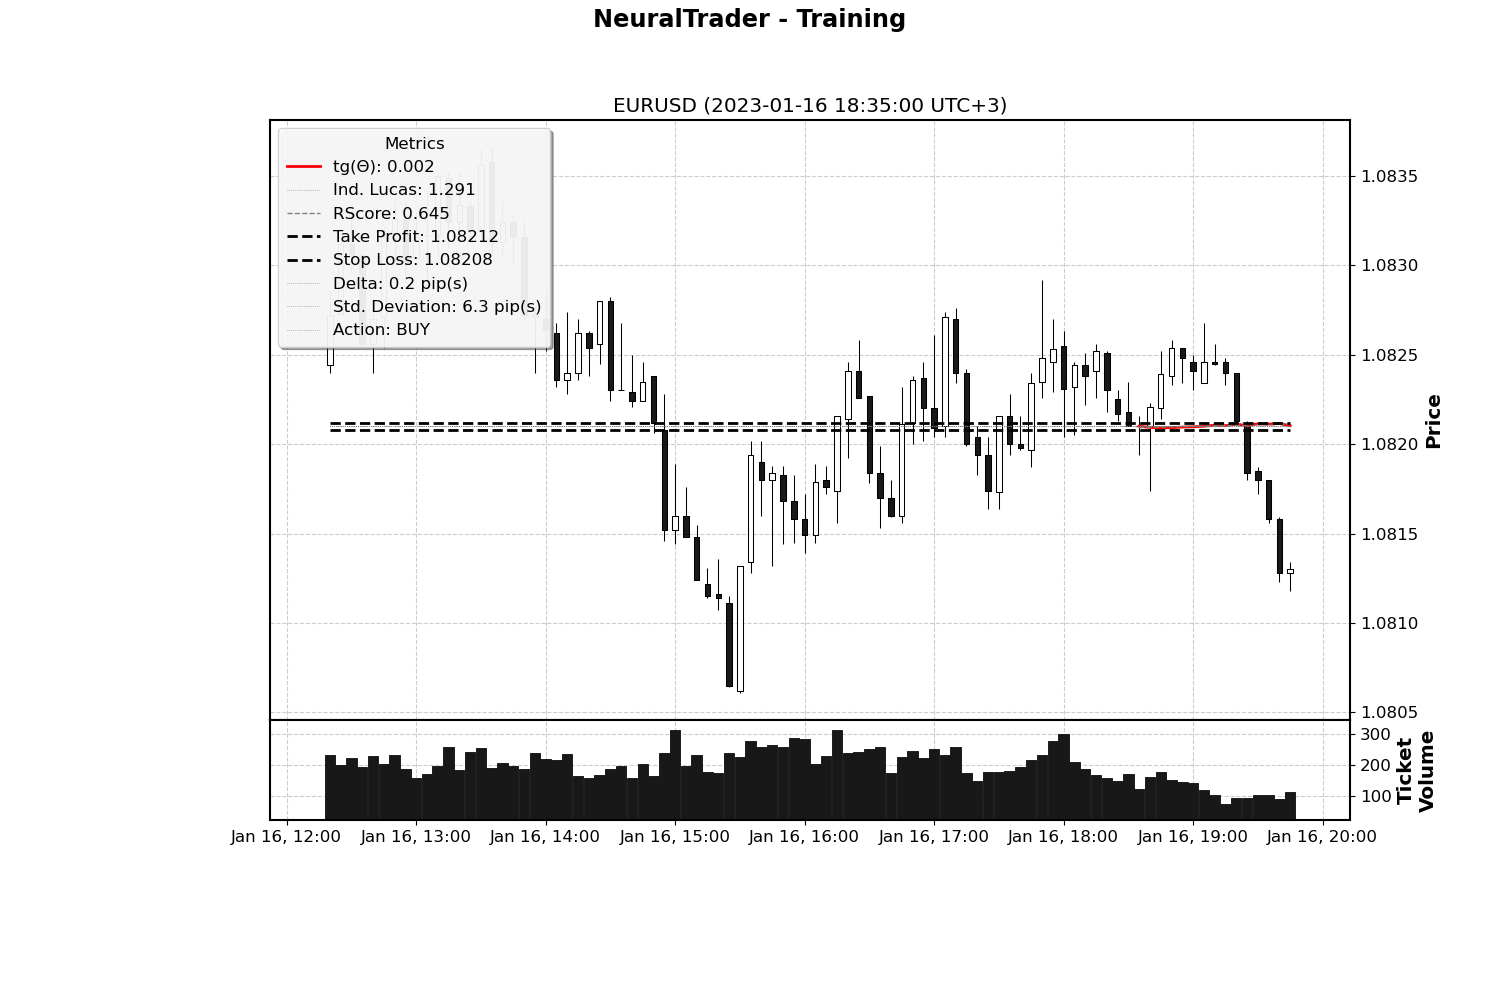 NeuralTrader - Training
EURUSD (2023-01-16 18:35:00 UTC+3)
Metrics
tg(Θ): 0.002
Ind. Lucas: 1.291
RScore: 0.645
Take Profit: 1.08212
Stop Loss: 1.08208
Delta: 0.2 pip(s)
Std. Deviation: 6.3 pip(s)
Action: BUY
1.0835
1.0830
1.0825
1.0820
1.0815
1.0810
1.0805
Price
300
200
100
Ticket
Volume
Jan 16, 12:00
Jan 16, 13:00
Jan 16, 14:00
Jan 16, 15:00
Jan 16, 16:00
Jan 16, 17:00
Jan 16, 18:00
Jan 16, 19:00
Jan 16, 20:00